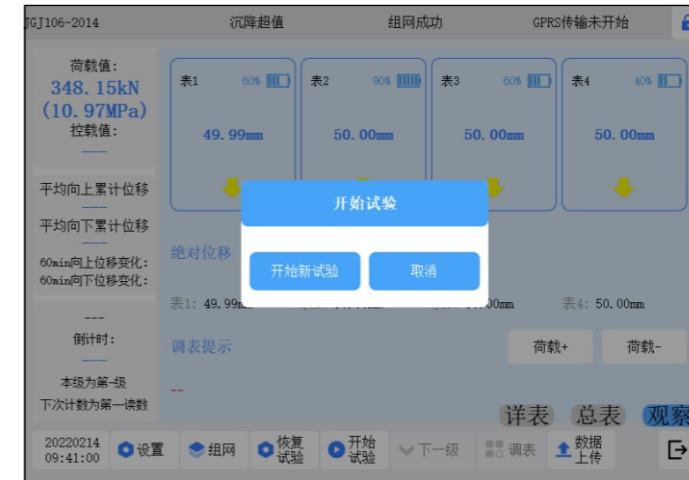 JGJ106-2014 沉降超值 组网成功 GPRS传输未开始
荷载值:
348.15kN
(10.97MPa)
控载值:
---
平均向上累计位移
---
平均向下累计位移
---
60min向上位移变化:
60min向下位移变化:
---
倒计时:
---
本级为第-级
下次计数为第一读数
表1 60% 表2 90% 表3 60% 表4 40%
49.99mm 50.00mm 50.00mm 50.00mm
开始试验
开始新试验 取消
绝对位移
表1: 49.99m 00mm 表4: 50.00mm
调表提示
荷载+ 荷载-
--
详表 总表 观察
20220214
09:41:00
设置 组网 恢复试验 开始试验 下一级 调表 数据上传